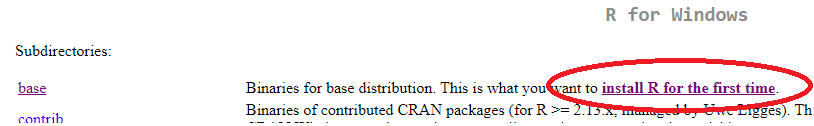 R for Windows
Subdirectories:
base Binaries for base distribution. This is what you want to install R for the first time.
contrib Binaries of contributed CRAN packages (for R >= 2.13.x, managed by Uwe Ligges). Th